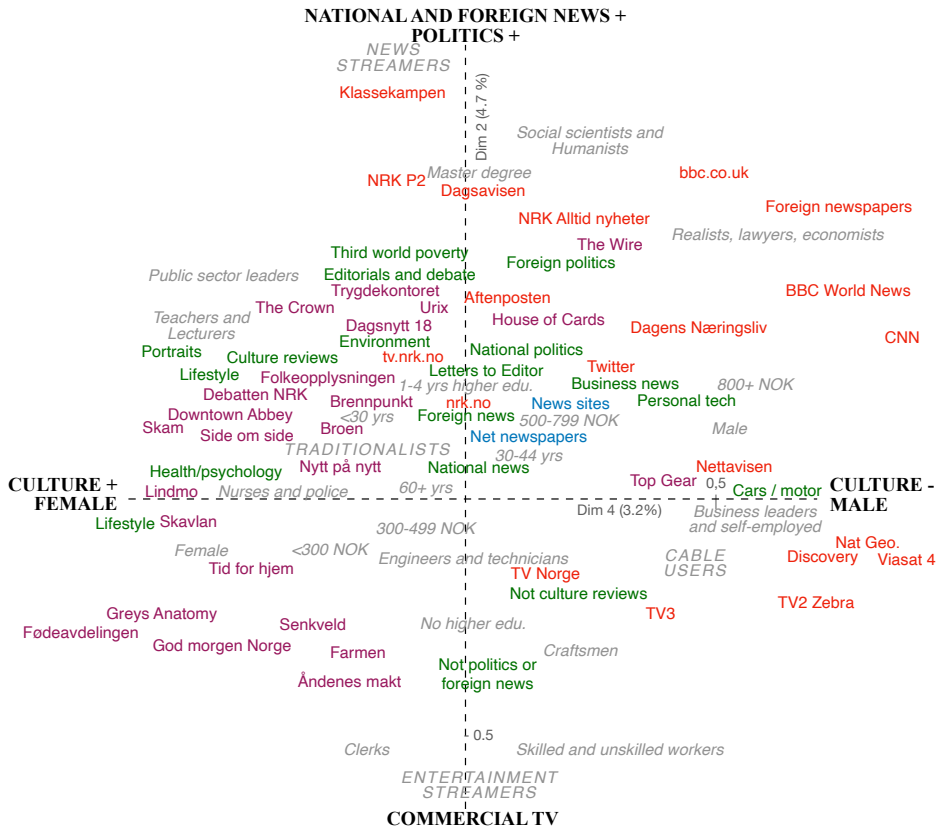 NATIONAL AND FOREIGN NEWS +
POLITICS +
NEWS
STREAMERS
Klassekampen
Dim 2 (4.7 %)
Social scientists and
Humanists
Master degree
bbc.co.uk
NRK P2
Dagsavisen
Foreign newspapers
NRK Alltid nyheter
Realists, lawyers, economists
The Wire
Third world poverty
Foreign politics
Public sector leaders
Editorials and debate
Trygdekontoret
BBC World News
Aftenposten
The Crown
Urix
Teachers and
Lecturers
Dagsnytt 18
House of Cards
Dagens Næringsliv
CNN
Environment
Portraits
Culture reviews
tv.nrk.no
National politics
Lifestyle
Folkeopplysningen
Letters to Editor
Twitter
1-4 yrs higher edu.
Business news
800+ NOK
Debatten NRK
Brennpunkt
nrk.no
News sites
Personal tech
Downtown Abbey
<30 yrs
Foreign news
500-799 NOK
Skam
Side om side
Broen
Net newspapers
Male
TRADITIONALISTS
30-44 yrs
Health/psychology
Nytt på nytt
National news
Nettavisen
CULTURE +
FEMALE
Lindmo
Nurses and police
60+ yrs
Top Gear
0,5
Cars / motor
CULTURE -
MALE
Dim 4 (3.2%)
Business leaders
and self-employed
Lifestyle
Skavlan
300-499 NOK
Female
<300 NOK
Engineers and technicians
CABLE
USERS
Nat Geo.
Discovery
Viasat 4
Tid for hjem
TV Norge
Not culture reviews
TV2 Zebra
TV3
Greys Anatomy
Fødeavdelingen
Senkveld
No higher edu.
God morgen Norge
Farmen
Craftsmen
Not politics or
foreign news
Åndenes makt
0.5
Clerks
Skilled and unskilled workers
ENTERTAINMENT
STREAMERS
COMMERCIAL TV